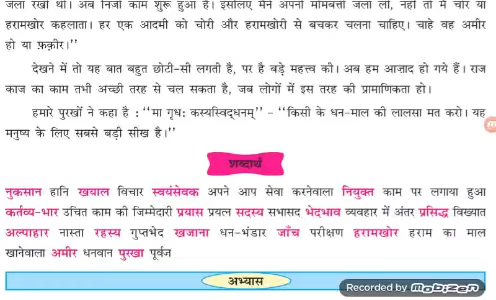 जला रखी थी। अब निजी काम शुरू हुआ है। इसलिए मैंने अपनी मोमबत्ती जला ली, नहीं तो मैं चोर या
हरामखोर कहलाता। हर एक आदमी को चोरी और हरामखोरी से बचकर चलना चाहिए। चाहे वह अमीर
हो या फ़क़ीर।''
देखने में तो यह बात बहुत छोटी-सी लगती है, पर है बड़े महत्त्व की। अब हम आज़ाद हो गये हैं। राज
काज का काम तभी अच्छी तरह से चल सकता है, जब लोगों में इस तरह की प्रामाणिकता हो।
हमारे पुरखों ने कहा है : ''मा गृधः कस्यस्विद्धनम्'' - ''किसी के धन-माल की लालसा मत करो। यह
मनुष्य के लिए सबसे बड़ी सीख है।''
शब्दार्थ
नुकसान हानि खयाल विचार स्वयंसेवक अपने आप सेवा करनेवाला नियुक्त काम पर लगाया हुआ
कर्तव्य-भार उचित काम की जिम्मेदारी प्रयास प्रयत्न सदस्य सभासद भेदभाव व्यवहार में अंतर प्रसिद्ध विख्यात
अल्पाहार नास्ता रहस्य गुप्तभेद खजाना धन-भंडार जाँच परीक्षण हरामखोर हराम का माल
खानेवाला अमीर धनवान पुरखा पूर्वज
अभ्यास
Recorded by Mobizen